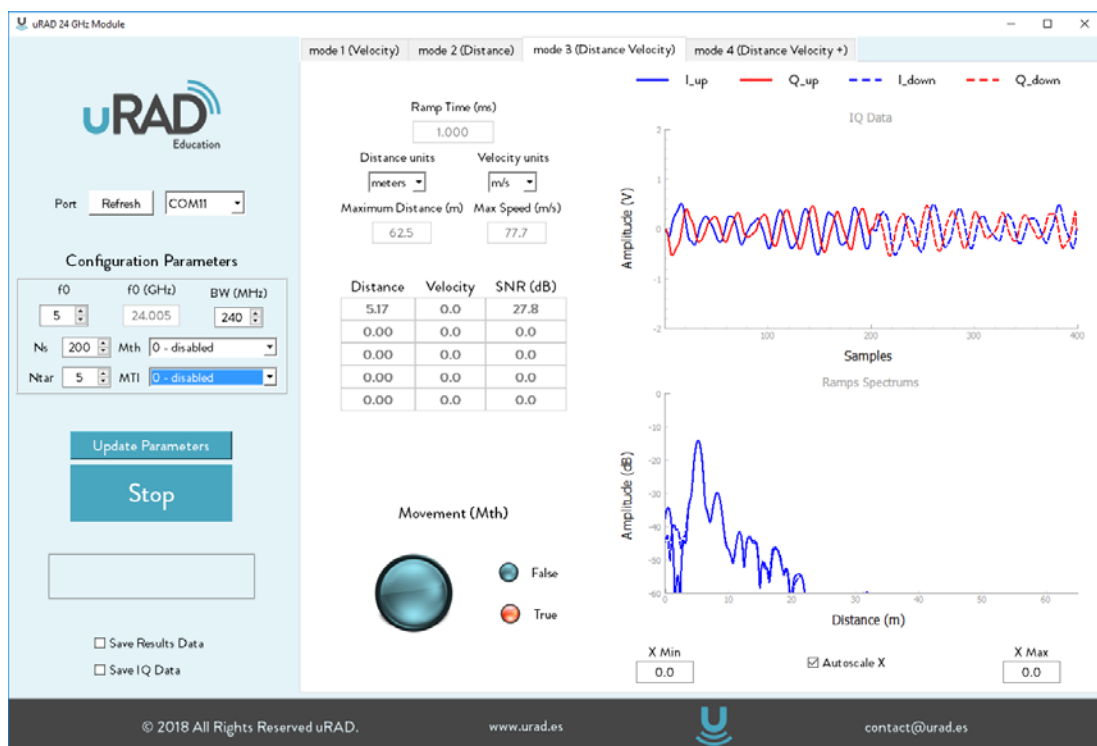 uRAD 24 GHz Module
mode 1 (Velocity) mode 2 (Distance) mode 3 (Distance Velocity) mode 4 (Distance Velocity +)
uRAD
Education
Port Refresh COM11
Configuration Parameters
f0 f0 (GHz) BW (MHz)
5 24.005 240
Ns 200 Mth 0 - disabled
Ntar 5 MTI 0 - disabled
Update Parameters
Stop
Save Results Data
Save IQ Data
Ramp Time (ms)
1.000
Distance units Velocity units
meters m/s
Maximum Distance (m) Max Speed (m/s)
62.5 77.7
Distance Velocity SNR (dB)
5.17 0.0 27.8
0.00 0.0 0.0
0.00 0.0 0.0
0.00 0.0 0.0
0.00 0.0 0.0
Movement (Mth)
False
True
I_up Q_up I_down Q_down
IQ Data
Amplitude (V)
2
1
0
-1
-2
100 200 300 400
Samples
Ramps Spectrums
Amplitude (dB)
0
-10
-20
-30
-40
-50
-60
0 10 20 30 40 50 60
Distance (m)
X Min Autoscale X X Max
0.0 0.0
© 2018 All Rights Reserved uRAD. www.urad.es contact@urad.es